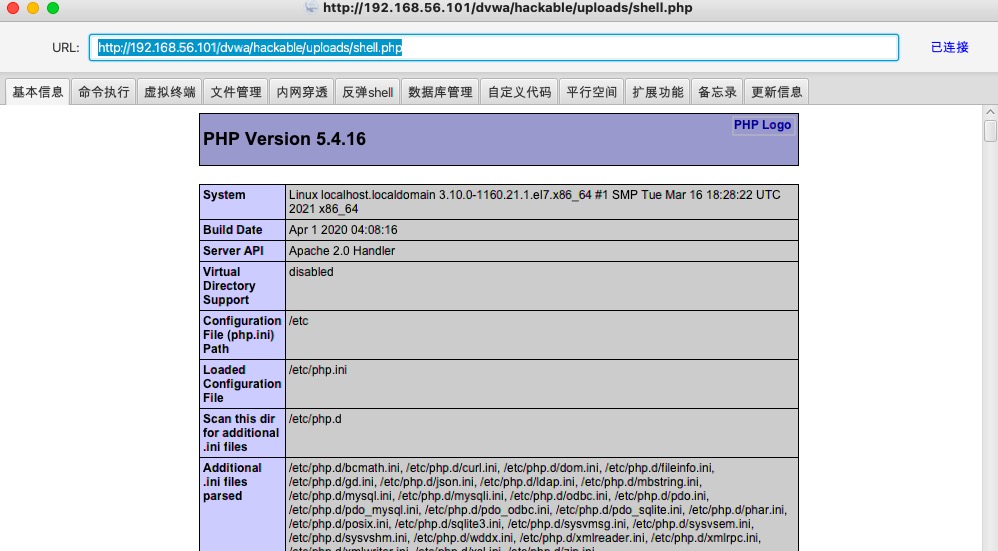 http://192.168.56.101/dvwa/hackable/uploads/shell.php
URL: http://192.168.56.101/dvwa/hackable/uploads/shell.php 已连接
基本信息 命令执行 虚拟终端 文件管理 内网穿透 反弹shell 数据库管理 自定义代码 平行空间 扩展功能 备忘录 更新信息
PHP Logo
PHP Version 5.4.16
System Linux localhost.localdomain 3.10.0-1160.21.1.el7.x86_64 #1 SMP Tue Mar 16 18:28:22 UTC
2021 x86_64
Build Date Apr 1 2020 04:08:16
Server API Apache 2.0 Handler
Virtual disabled
Directory
Support
Configuration /etc
File (php.ini)
Path
Loaded /etc/php.ini
Configuration
File
Scan this dir /etc/php.d
for additional
.ini files
Additional /etc/php.d/bcmath.ini, /etc/php.d/curl.ini, /etc/php.d/dom.ini, /etc/php.d/fileinfo.ini,
.ini files /etc/php.d/gd.ini, /etc/php.d/json.ini, /etc/php.d/ldap.ini, /etc/php.d/mbstring.ini,
parsed /etc/php.d/mysql.ini, /etc/php.d/mysqli.ini, /etc/php.d/odbc.ini, /etc/php.d/pdo.ini,
/etc/php.d/pdo_mysql.ini, /etc/php.d/pdo_odbc.ini, /etc/php.d/pdo_sqlite.ini, /etc/php.d/phar.ini,
/etc/php.d/posix.ini, /etc/php.d/sqlite3.ini, /etc/php.d/sysvmsg.ini, /etc/php.d/sysvsem.ini,
/etc/php.d/sysvshm.ini, /etc/php.d/wddx.ini, /etc/php.d/xmlreader.ini, /etc/php.d/xmlrpc.ini,
/etc/php.d/xmlwriter.ini, /etc/php.d/xsl.ini, /etc/php.d/zip.ini